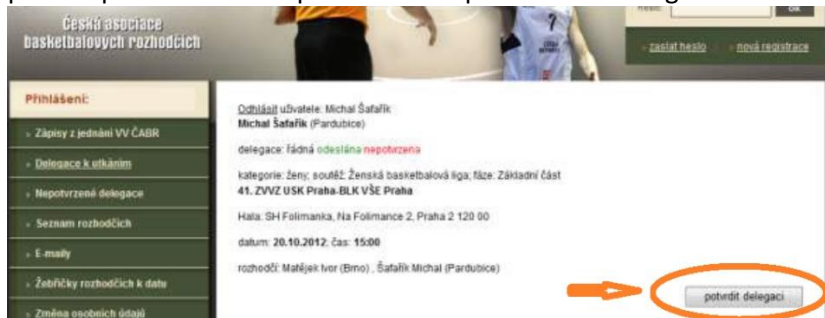 Česká asociace
basketbalových rozhodčích
heslo:
OK
» zaslat heslo
» nová registrace
Přihlášení:
» Zápisy z jednání VV ČABR
» Delegace k utkáním
» Nepotvrzené delegace
» Seznam rozhodčích
» E-maily
» Žebříčky rozhodčích k datu
» Změna osobních údajů
Odhlásit uživatele: Michal Šafařík
Michal Šafařík (Pardubice)
delegace: řádná odeslána nepotvrzena
kategorie: ženy; soutěž: Ženská basketbalová liga; fáze: Základní část
41. ZVVZ USK Praha-BLK VŠE Praha
Hala: SH Folimanka, Na Folimance 2, Praha 2 120 00
datum: 20.10.2012; čas: 15:00
rozhodčí: Matějek Ivor (Brno) , Šafařík Michal (Pardubice)
potvrdit delegaci